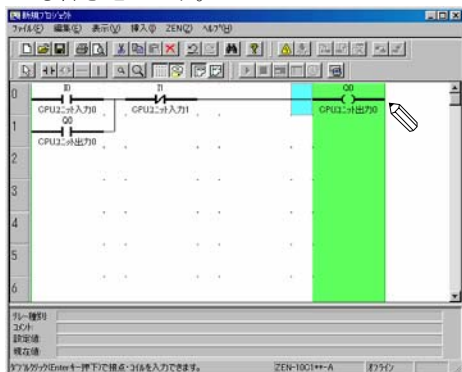 新規プロジェクト
ファイル(F) 編集(E) 表示(V) 挿入(I) ZEN(Z) ヘルプ(H)
0
I0
I1
Q0
CPUユニット入力0
CPUユニット入力1
CPUユニット出力0
1
Q0
CPUユニット出力0
2
3
4
5
6
リレー種別
コメント
設定値
現在値
ダブルクリック(Enterキー押下)で接点・コイルを入力できます。
ZEN-10C1**-A
オフライン